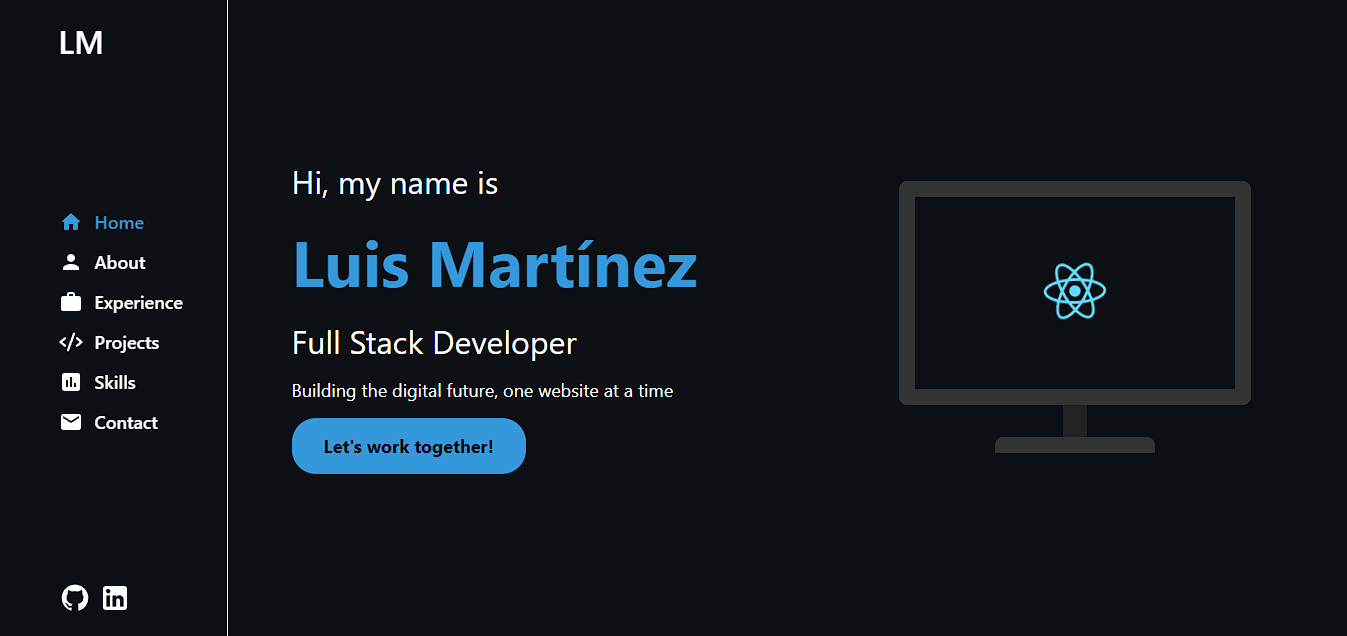 LM
Home
About
Experience
Projects
Skills
Contact
Hi, my name is
Luis Martínez
Full Stack Developer
Building the digital future, one website at a time
Let's work together!